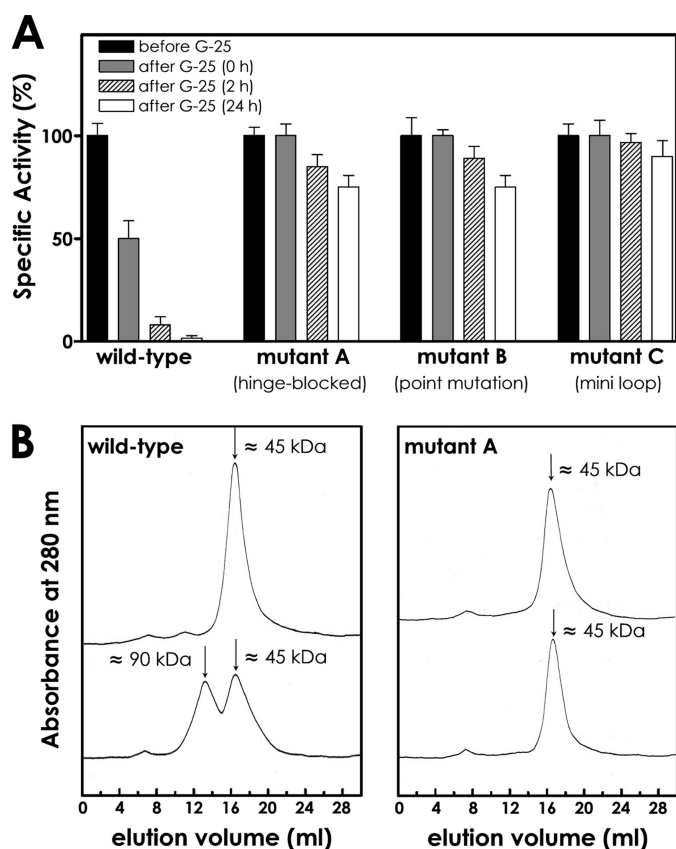 A
before G-25
after G-25 (0 h)
after G-25 (2 h)
after G-25 (24 h)
Specific Activity (%)
100
50
0
wild-type
mutant A
(hinge-blocked)
mutant B
(point mutation)
mutant C
(mini loop)
B
wild-type
≈ 45 kDa
≈ 90 kDa
≈ 45 kDa
mutant A
≈ 45 kDa
≈ 45 kDa
Absorbance at 280 nm
0 4 8 12 16 20 24 28
elution volume (ml)
0 4 8 12 16 20 24 28
elution volume (ml)